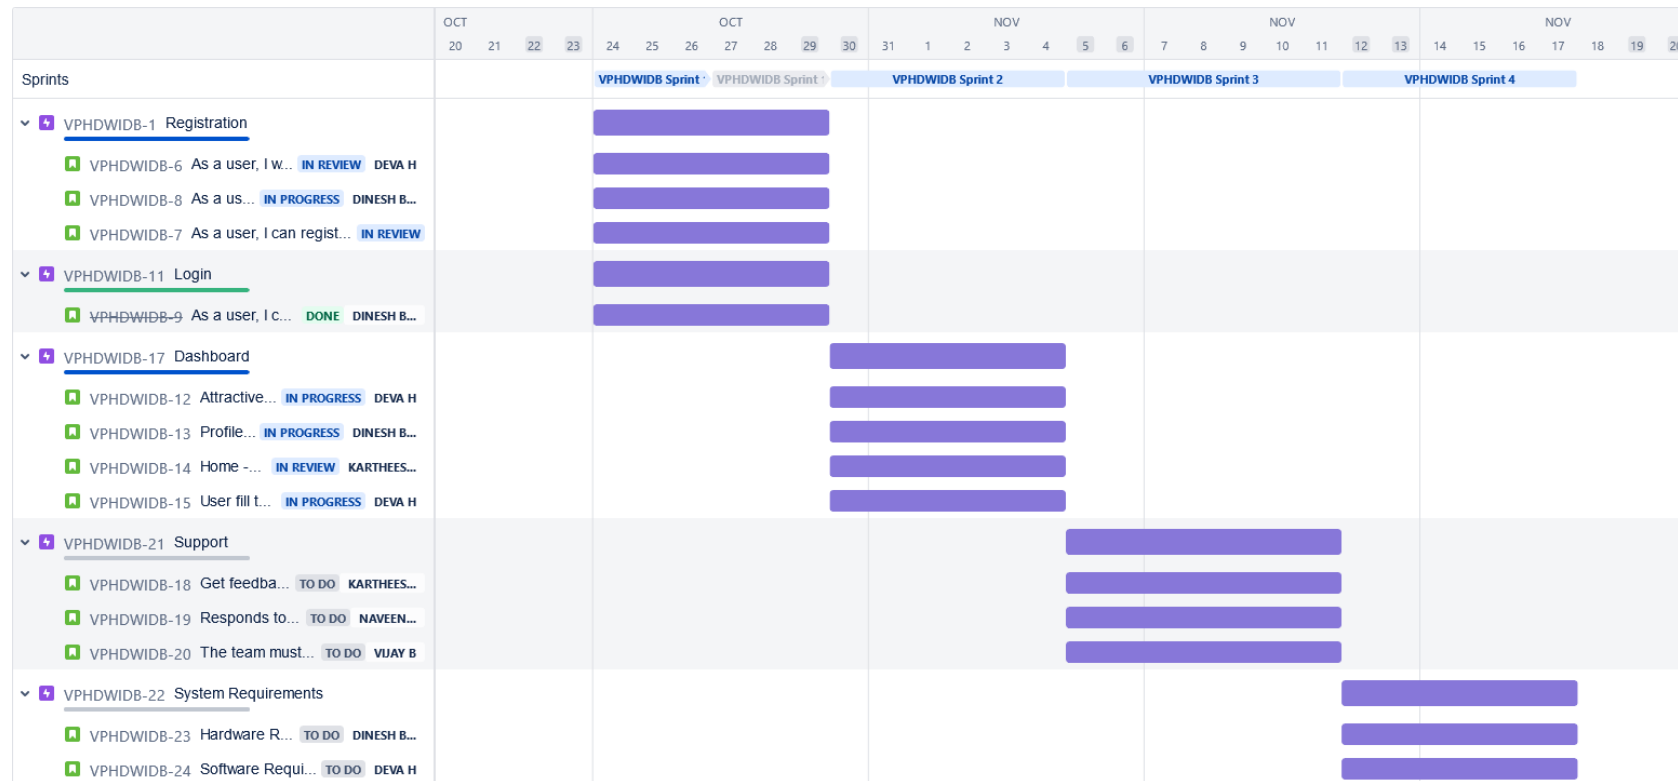 OCT OCT NOV NOV NOV
20 21 22 23 24 25 26 27 28 29 30 31 1 2 3 4 5 6 7 8 9 10 11 12 13 14 15 16 17 18 19
Sprints VPHDWIDB Sprint VPHDWIDB Sprint VPHDWIDB Sprint 2 VPHDWIDB Sprint 3 VPHDWIDB Sprint 4
VPHDWIDB-1 Registration
VPHDWIDB-6 As a user, I w... IN REVIEW DEVA H
VPHDWIDB-8 As a us... IN PROGRESS DINESH B...
VPHDWIDB-7 As a user, I can regist... IN REVIEW
VPHDWIDB-11 Login
VPHDWIDB-9 As a user, I c... DONE DINESH B...
VPHDWIDB-17 Dashboard
VPHDWIDB-12 Attractive... IN PROGRESS DEVA H
VPHDWIDB-13 Profile... IN PROGRESS DINESH B...
VPHDWIDB-14 Home -... IN REVIEW KARTHEES...
VPHDWIDB-15 User fill t... IN PROGRESS DEVA H
VPHDWIDB-21 Support
VPHDWIDB-18 Get feedba... TO DO KARTHEES...
VPHDWIDB-19 Responds to... TO DO NAVEEN...
VPHDWIDB-20 The team must... TO DO VIJAY B
VPHDWIDB-22 System Requirements
VPHDWIDB-23 Hardware R... TO DO DINESH B...
VPHDWIDB-24 Software Requi... TO DO DEVA H